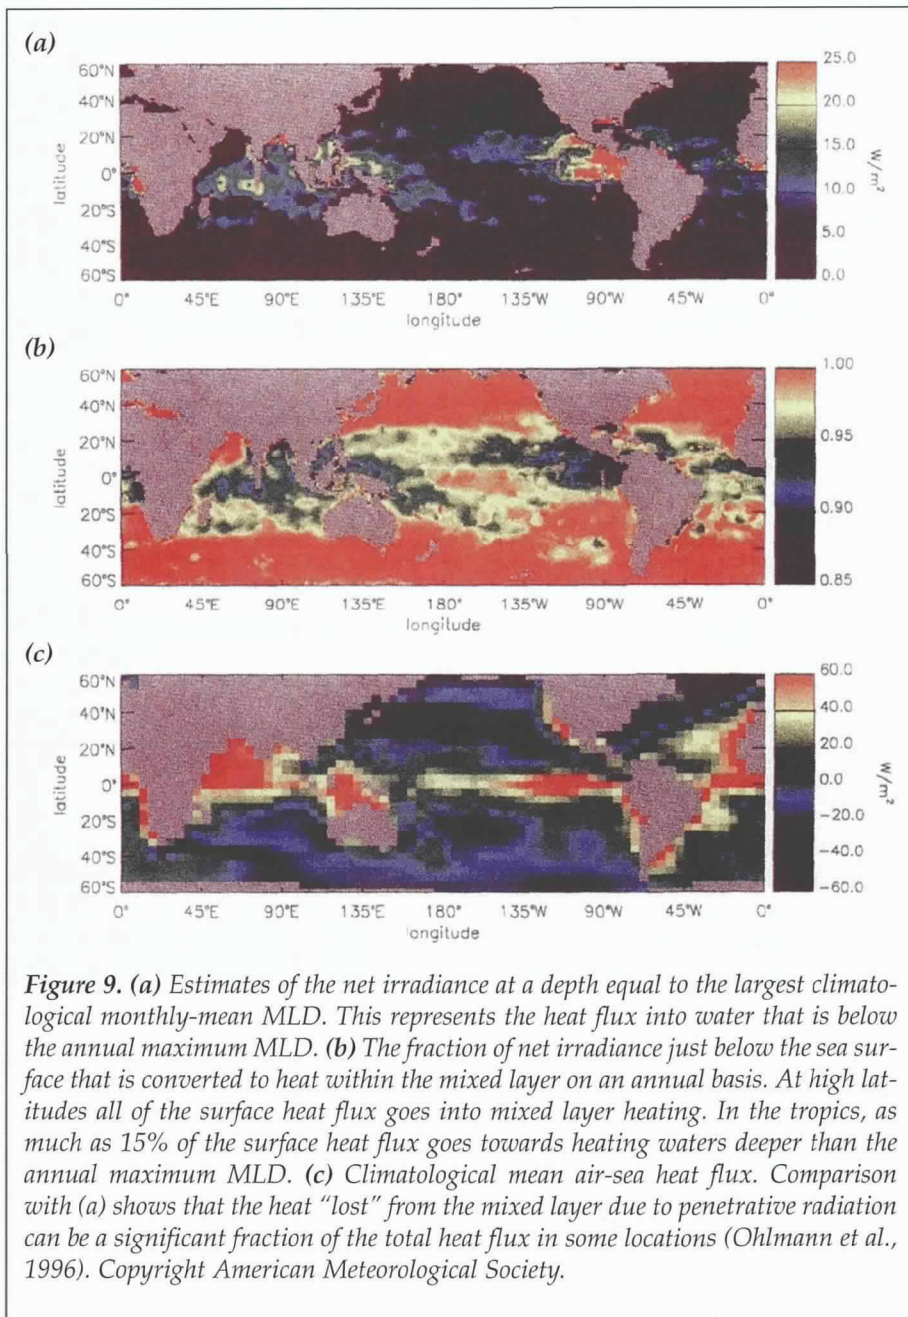 (a)
60°N
40°N
20°N
0°
20°S
40°S
60°S
latitude
0° 45°E 90°E 135°E 180° 135°W 90°W 45°W 0°
longitude
25.0
20.0
15.0
10.0
5.0
0.0
W/m²
(b)
60°N
40°N
20°N
0°
20°S
40°S
60°S
latitude
0° 45°E 90°E 135°E 180° 135°W 90°W 45°W 0°
longitude
1.00
0.95
0.90
0.85
(c)
60°N
40°N
20°N
0°
20°S
40°S
60°S
latitude
0° 45°E 90°E 135°E 180° 135°W 90°W 45°W 0°
longitude
60.0
40.0
20.0
0.0
-20.0
-40.0
-60.0
W/m²
Figure 9. (a) Estimates of the net irradiance at a depth equal to the largest climato-
logical monthly-mean MLD. This represents the heat flux into water that is below
the annual maximum MLD. (b) The fraction of net irradiance just below the sea sur-
face that is converted to heat within the mixed layer on an annual basis. At high lat-
itudes all of the surface heat flux goes into mixed layer heating. In the tropics, as
much as 15% of the surface heat flux goes towards heating waters deeper than the
annual maximum MLD. (c) Climatological mean air-sea heat flux. Comparison
with (a) shows that the heat "lost" from the mixed layer due to penetrative radiation
can be a significant fraction of the total heat flux in some locations (Ohlmann et al.,
1996). Copyright American Meteorological Society.